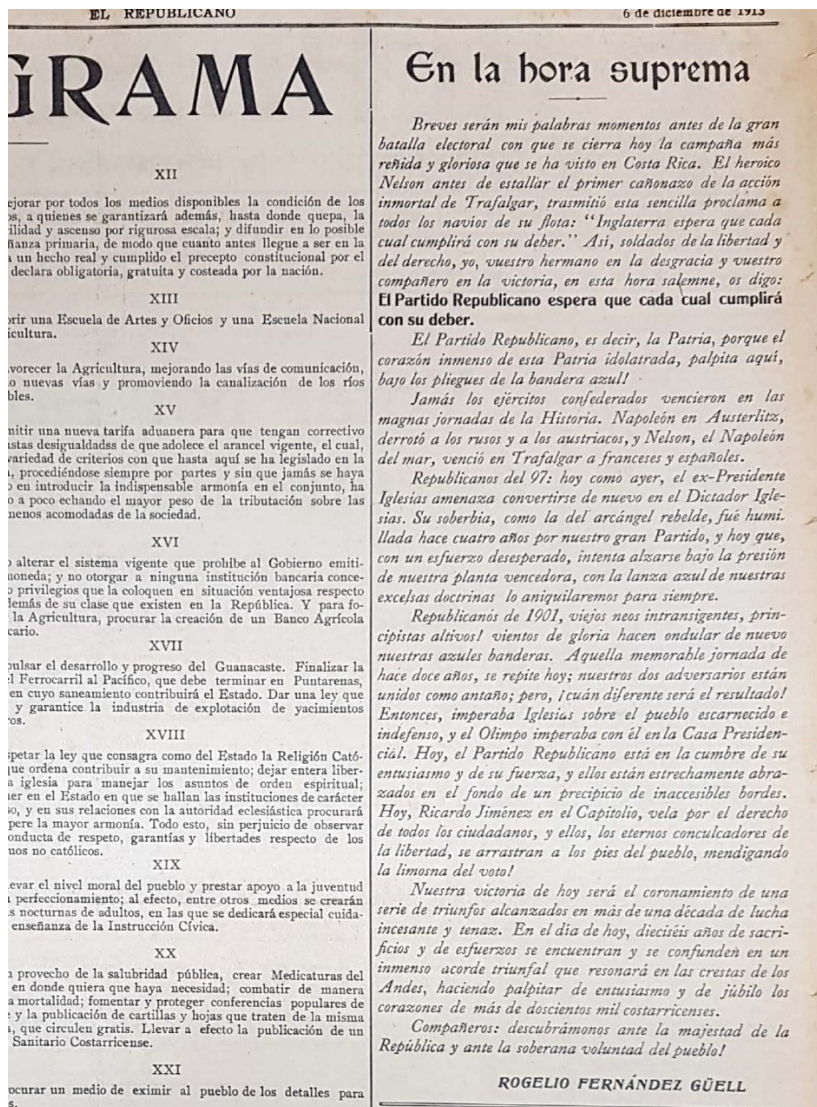 EL REPUBLICANO
6 de diciembre de 1913
GRAMA
XII
ejorar por todos los medios disponibles la condición de los
os, a quienes se garantizará además, hasta donde quepa, la
ilidad y ascenso por rigurosa escala; y difundir en lo posible
ñanza primaria, de modo que cuanto antes llegue a ser en la
a un hecho real y cumplido el precepto constitucional por el
declara obligatoria, gratuita y costeada por la nación.
XIII
brir una Escuela de Artes y Oficios y una Escuela Nacional
icultura.
XIV
vorecer la Agricultura, mejorando las vías de comunicación,
o nuevas vías y promoviendo la canalización de los ríos
bles.
XV
mitir una nueva tarifa aduanera para que tengan correctivo
stas desigualdadss de que adolece el arancel vigente, el cual,
variedad de criterios con que hasta aquí se ha legislado en la
a, procediéndose siempre por partes y sin que jamás se haya
o en introducir la indispensable armonía en el conjunto, ha
o a poco echando el mayor peso de la tributación sobre las
menos acomodadas de la sociedad.
XVI
o alterar el sistema vigente que prohíbe al Gobierno emiti-
moneda; y no otorgar a ninguna institución bancaria conce-
o privilegios que la coloquen en situación ventajosa respecto
demás de su clase que existen en la República. Y para fo-
la Agricultura, procurar la creación de un Banco Agrícola
cario.
XVII
pulsar el desarrollo y progreso del Guanacaste. Finalizar la
l Ferrocarril al Pacífico, que debe terminar en Puntarenas,
en cuyo saneamiento contribuirá el Estado. Dar una ley que
y garantice la industria de explotación de yacimientos
ros.
XVIII
spetar la ley que consagra como del Estado la Religión Cató-
que ordena contribuir a su mantenimiento; dejar entera liber-
a iglesia para manejar los asuntos de orden espiritual;
ner en el Estado en que se hallan las instituciones de carácter
so, y en sus relaciones con la autoridad eclesiástica procurará
pere la mayor armonía. Todo esto, sin perjuicio de observar
onducta de respeto, garantías y libertades respecto de los
nos no católicos.
XIX
levar el nivel moral del pueblo y prestar apoyo a la juventud
a perfeccionamiento; al efecto, entre otros medios se crearán
s nocturnas de adultos, en las que se dedicará especial cuida-
enseñanza de la Instrucción Cívica.
XX
n provecho de la salubridad pública, crear Medicaturas del
en donde quiera que haya necesidad; combatir de manera
a mortalidad; fomentar y proteger conferencias populares de
e y la publicación de cartillas y hojas que traten de la misma
a, que circulen gratis. Llevar a efecto la publicación de un
Sanitario Costarricense.
XXI
ocurar un medio de eximir al pueblo de los detalles para
s.
En la hora suprema
Breves serán mis palabras momentos antes de la gran
batalla electoral con que se cierra hoy la campaña más
reñida y gloriosa que se ha visto en Costa Rica. El heroico
Nelson antes de estallar el primer cañonazo de la acción
inmortal de Trafalgar, trasmitió esta sencilla proclama a
todos los navios de su flota: "Inglaterra espera que cada
cual cumplirá con su deber." Así, soldados de la libertad y
del derecho, yo, vuestro hermano en la desgracia y vuestro
compañero en la victoria, en esta hora salemne, os digo:
El Partido Republicano espera que cada cual cumplirá
con su deber.
El Partido Republicano, es decir, la Patria, porque el
corazón inmenso de esta Patria idolatrada, palpita aquí,
bajo los pliegues de la bandera azul!
Jamás los ejércitos confederados vencieron en las
magnas jornadas de la Historia. Napoleón en Austerlitz,
derrotó a los rusos y a los austriacos, y Nelson, el Napoleón
del mar, venció en Trafalgar a franceses y españoles.
Republicanos del 97: hoy como ayer, el ex-Presidente
Iglesias amenaza convertirse de nuevo en el Dictador Igle-
sias. Su soberbia, como la del arcángel rebelde, fué humi.
llada hace cuatro años por nuestro gran Partido, y hoy que,
con un esfuerzo desesperado, intenta alzarse bajo la presión
de nuestra planta vencedora, con la lanza azul de nuestras
excelsas doctrinas lo aniquilaremos para siempre.
Republicanos de 1901, viejos neos intransigentes, prin-
cipistas altivos! vientos de gloria hacen ondular de nuevo
nuestras azules banderas. Aquella memorable jornada de
hace doce años, se repite hoy; nuestros dos adversarios están
unidos como antaño; pero, ¡cuán diferente será el resultado!
Entonces, imperaba Iglesias sobre el pueblo escarnecido e
indefenso, y el Olimpo imperaba con él en la Casa Presiden-
ciál. Hoy, el Partido Republicano está en la cumbre de su
entusiasmo y de su fuerza, y ellos están estrechamente abra-
zados en el fondo de un precipicio de inaccesibles bordes.
Hoy, Ricardo Jiménez en el Capitolio, vela por el derecho
de todos los ciudadanos, y ellos, los eternos conculcadores de
la libertad, se arrastran a los pies del pueblo, mendigando
la limosna del voto!
Nuestra victoria de hoy será el coronamiento de una
serie de triunfos alcanzados en más de una década de lucha
incesante y tenaz. En el día de hoy, dieciséis años de sacri-
ficios y de esfuerzos se encuentran y se confunden en un
inmenso acorde triunfal que resonará en las crestas de los
Andes, haciendo palpitar de entusiasmo y de júbilo los
corazones de más de doscientos mil costarricenses.
Compañeros: descubrámonos ante la majestad de la
República y ante la soberana voluntad del pueblo!
ROGELIO FERNÁNDEZ GÜELL